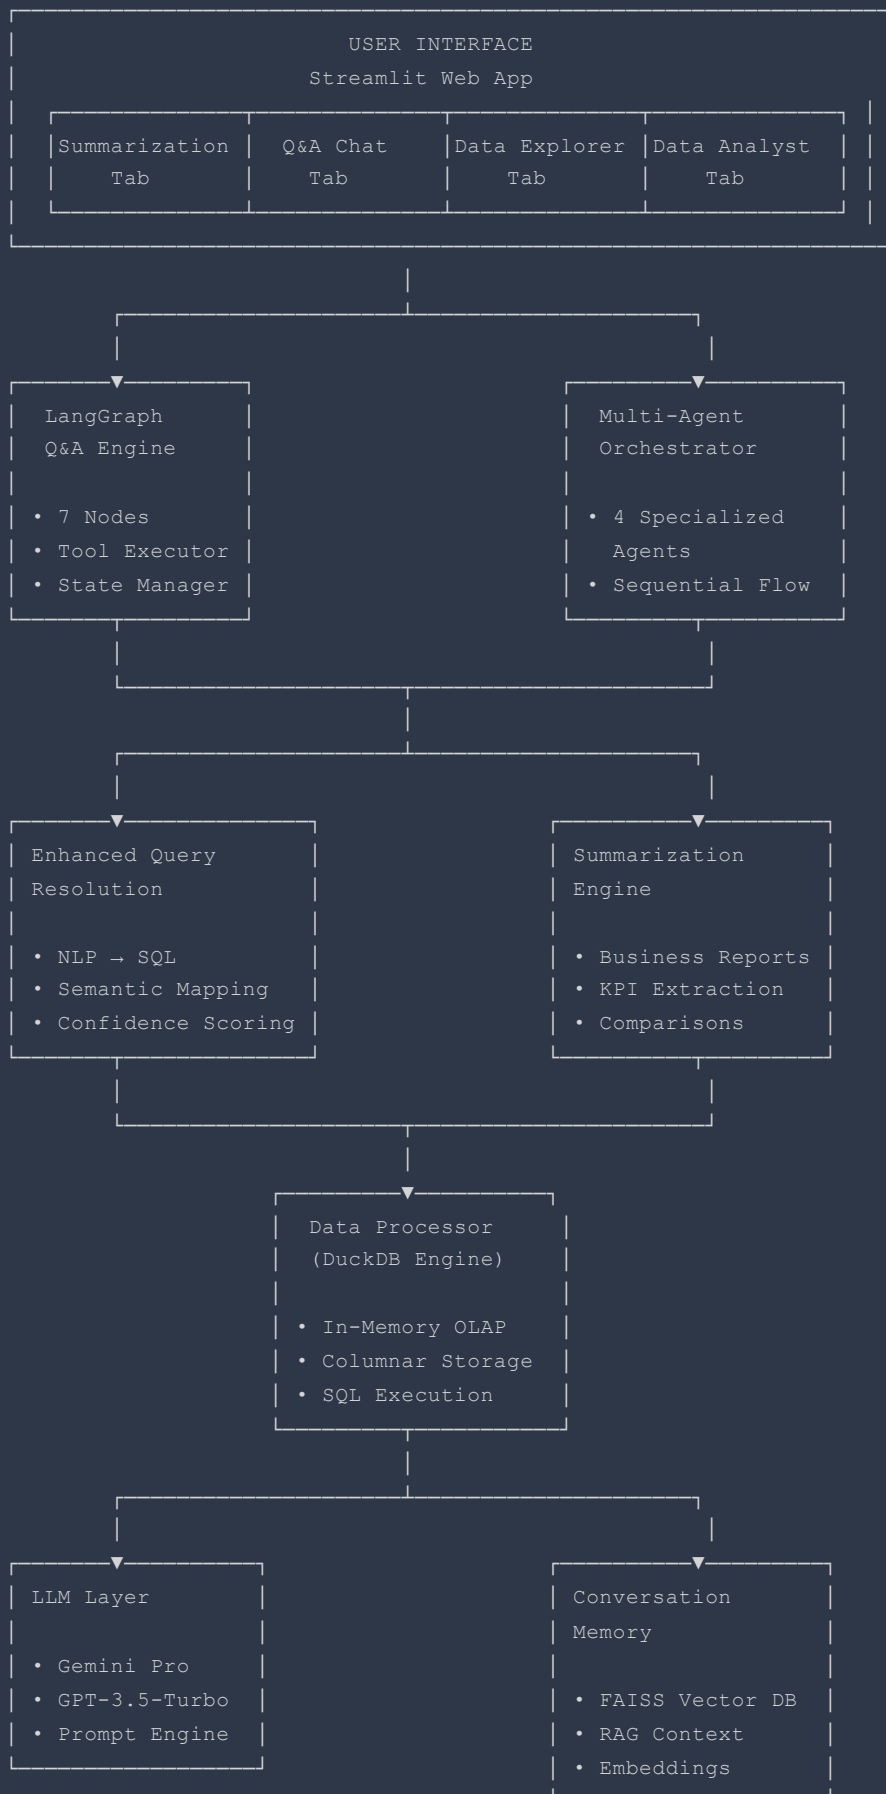 USER INTERFACE
Streamlit Web App
Summarization Q&A Chat Data Explorer Data Analyst
Tab Tab Tab Tab
LangGraph Multi-Agent
Q&A Engine Orchestrator
• 7 Nodes • 4 Specialized
• Tool Executor Agents
• State Manager • Sequential Flow
Enhanced Query Summarization
Resolution Engine
• NLP → SQL • Business Reports
• Semantic Mapping • KPI Extraction
• Confidence Scoring • Comparisons
Data Processor
(DuckDB Engine)
• In-Memory OLAP
• Columnar Storage
• SQL Execution
LLM Layer Conversation
Memory
• Gemini Pro
• GPT-3.5-Turbo • FAISS Vector DB
• Prompt Engine • RAG Context
• Embeddings